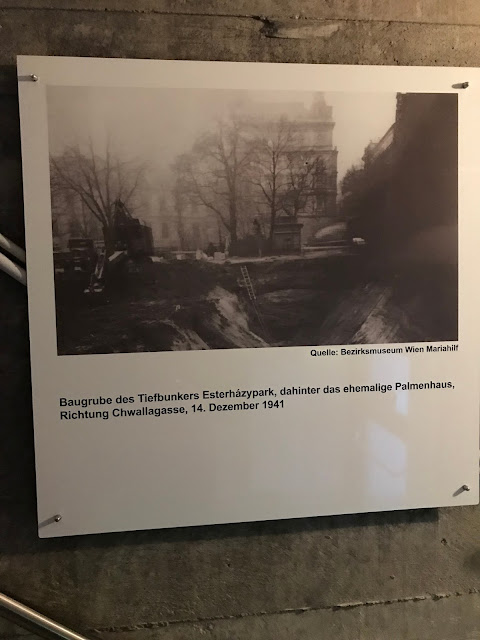 Quelle: Bezirksmuseum Wien Mariahilf
Baugrube des Tiefbunkers Esterházypark, dahinter das ehemalige Palmenhaus,
Richtung Chwallagasse, 14. Dezember 1941